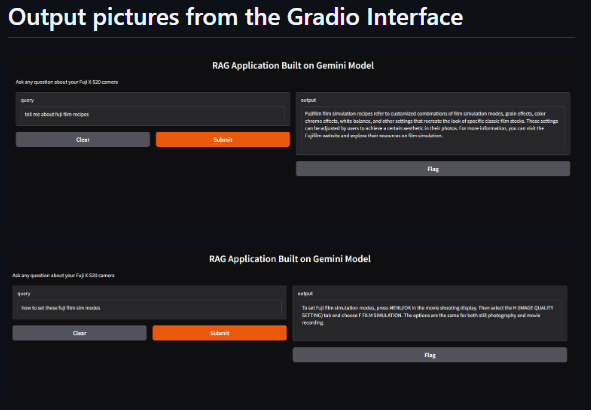 Output pictures from the Gradio Interface
RAG Application Built on Gemini Model
Ask any question about your Fuji X-S20 camera
query
tell me about fuji film recipes
Clear
Submit
output
Fujifilm film simulation recipes refer to customized combinations of film simulation modes, grain effects, color
chrome effects, white balance, and other settings that recreate the look of specific classic film stocks. These settings
can be adjusted by users to achieve a certain aesthetic in their photos. For more information, you can visit the
Fujifilm website and explore their resources on film simulation.
Flag
RAG Application Built on Gemini Model
Ask any question about your Fuji X-S20 camera
query
how to set these fuji film sim modes
Clear
Submit
output
To set Fuji film simulation modes, press MENU/OK in the movie shooting display. Then select the H IMAGE QUALITY
SETTING) tab and choose F FILM SIMULATION. The options are the same for both still photography and movie
recording.
Flag